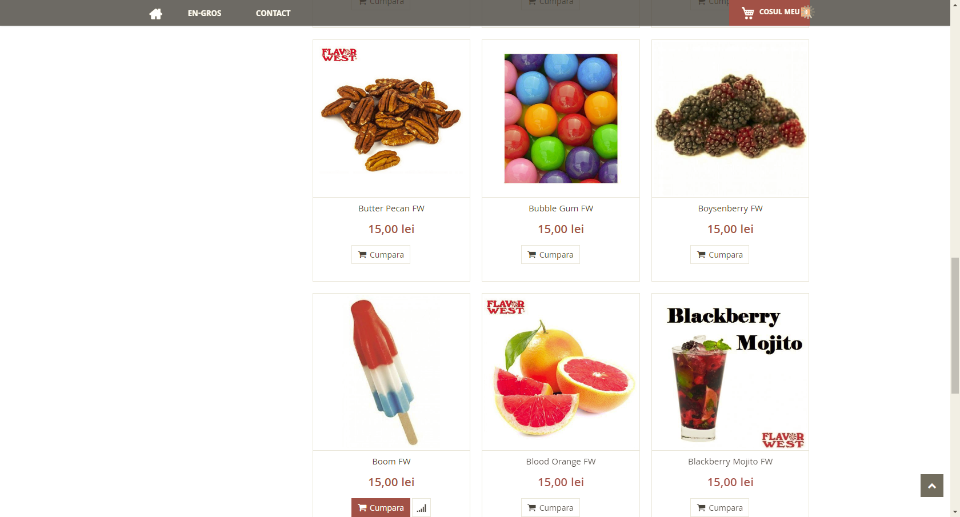 EN-GROS CONTACT COSUL MEU
Cumpara Cumpara Cumpara
FLAVOR WEST
Butter Pecan FW Bubble Gum FW Boysenberry FW
15,00 lei 15,00 lei 15,00 lei
Cumpara Cumpara Cumpara
FLAVOR WEST
Blackberry
Mojito
FLAVOR WEST
Boom FW Blood Orange FW Blackberry Mojito FW
15,00 lei 15,00 lei 15,00 lei
Cumpara Cumpara Cumpara